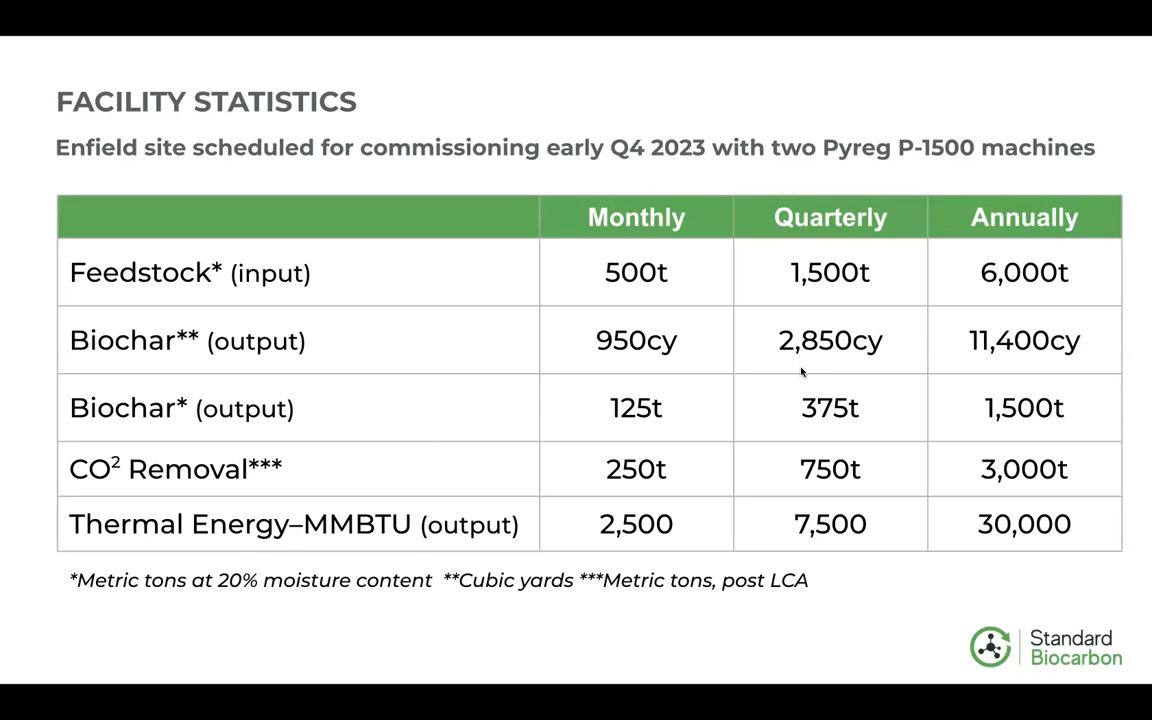 FACILITY STATISTICS
Enfield site scheduled for commissioning early Q4 2023 with two Pyreg P-1500 machines
Monthly Quarterly Annually
Feedstock* (input) 500t 1,500t 6,000t
Biochar** (output) 950cy 2,850cy 11,400cy
Biochar* (output) 125t 375t 1,500t
CO² Removal*** 250t 750t 3,000t
Thermal Energy–MMBTU (output) 2,500 7,500 30,000
*Metric tons at 20% moisture content **Cubic yards ***Metric tons, post LCA
Standard
Biocarbon